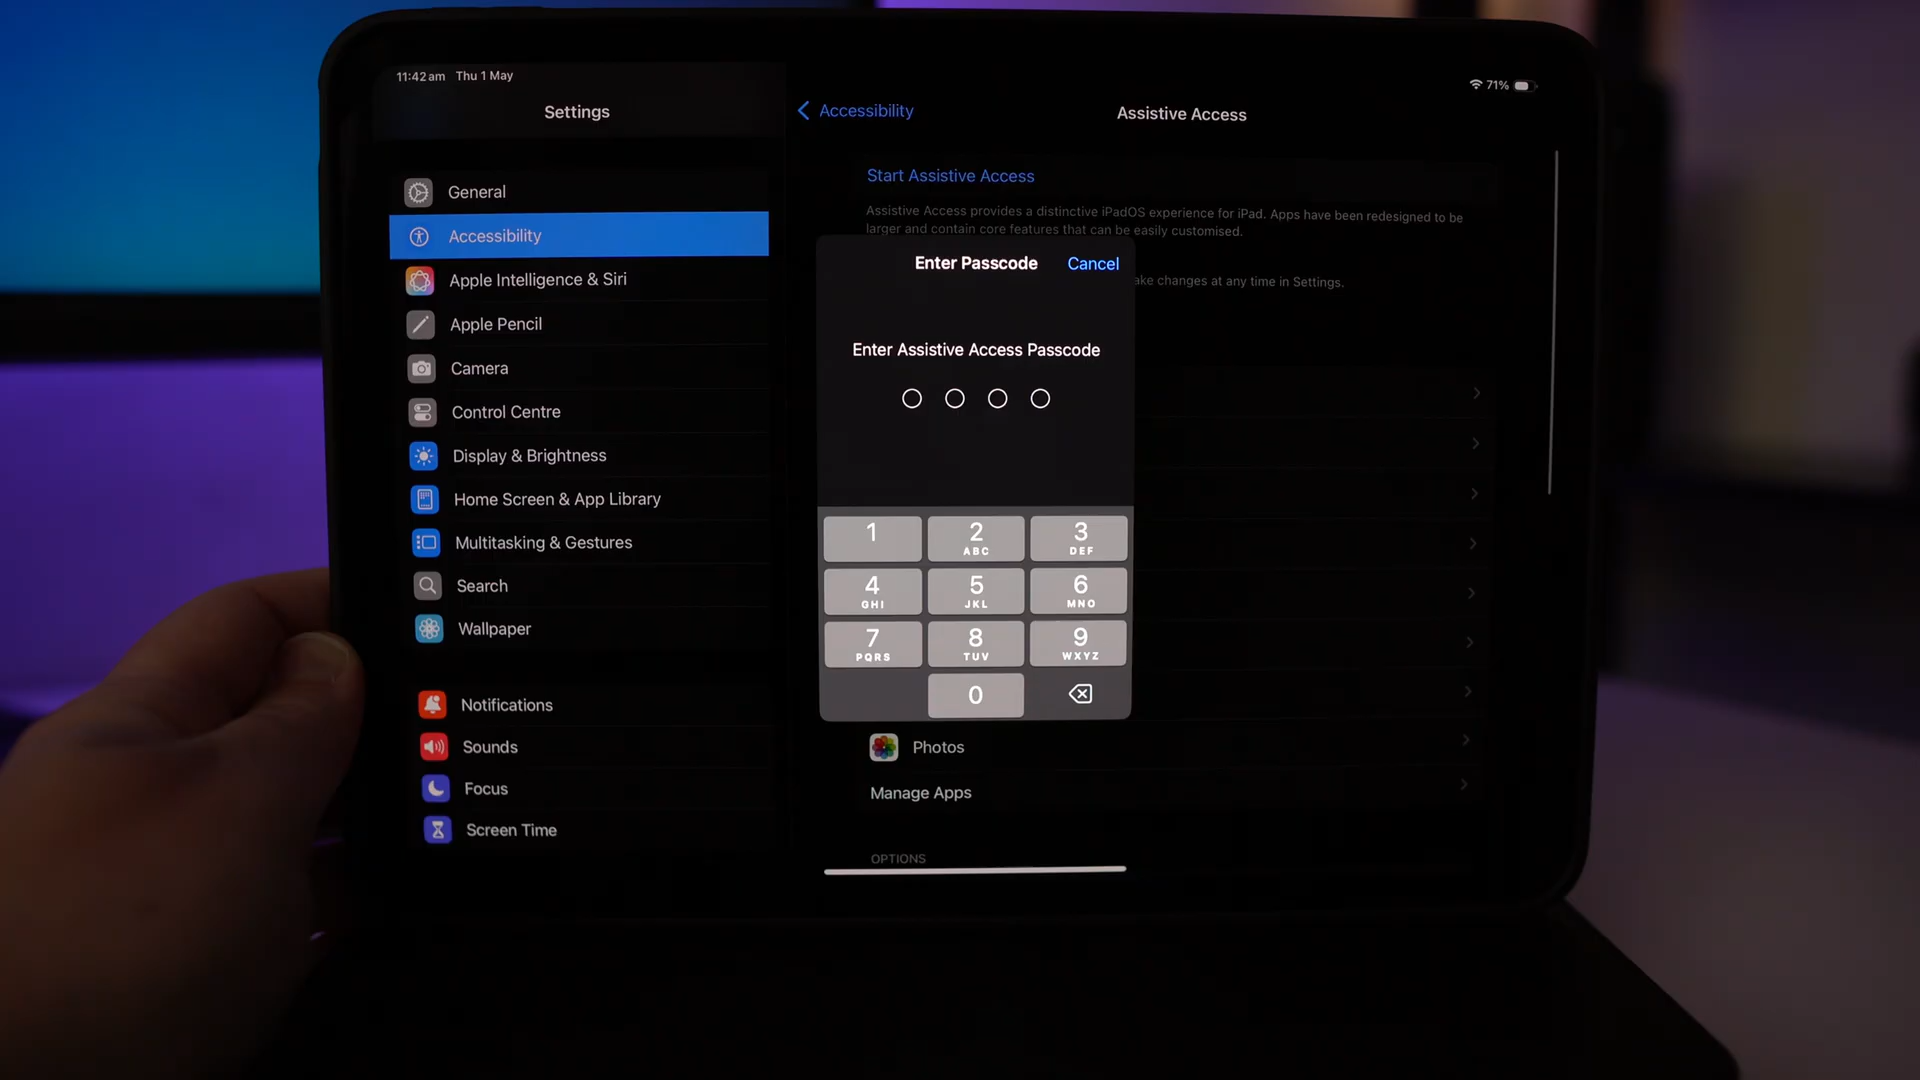 11:42am Thu 1 May
71%
Settings
General
Accessibility
Apple Intelligence & Siri
Apple Pencil
Camera
Control Centre
Display & Brightness
Home Screen & App Library
Multitasking & Gestures
Search
Wallpaper
Notifications
Sounds
Focus
Screen Time
Accessibility
Assistive Access
Start Assistive Access
Assistive Access provides a distinctive iPadOS experience for iPad. Apps have been redesigned to be
larger and contain core features that can be easily customised.
changes at any time in Settings.
Enter Passcode
Cancel
Enter Assistive Access Passcode
1
2
ABC
3
DEF
4
GHI
5
JKL
6
MNO
7
PQRS
8
TUV
9
WXYZ
0
Photos
Manage Apps
OPTIONS